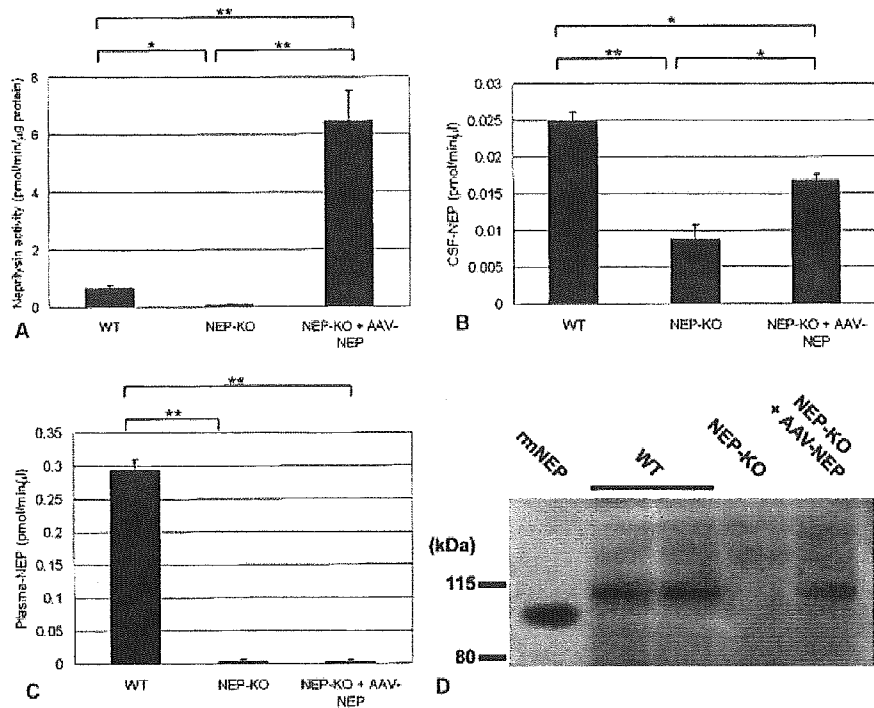 **
* **
8
6
4
2
0
Neprilysin activity (pmol/min/µg protein)
WT NEP-KO NEP-KO + AAV-
NEP
A
*
** *
0.03
0.025
0.02
0.015
0.01
0.005
0
CSF-NEP (pmol/min/µl)
WT NEP-KO NEP-KO + AAV-
NEP
B
**
**
0.35
0.3
0.25
0.2
0.15
0.1
0.05
0
Plasma-NEP (pmol/min/µl)
WT NEP-KO NEP-KO + AAV-
NEP
C
rmNEP
WT
NEP-KO
NEP-KO
+ AAV-NEP
(kDa)
115
80
D